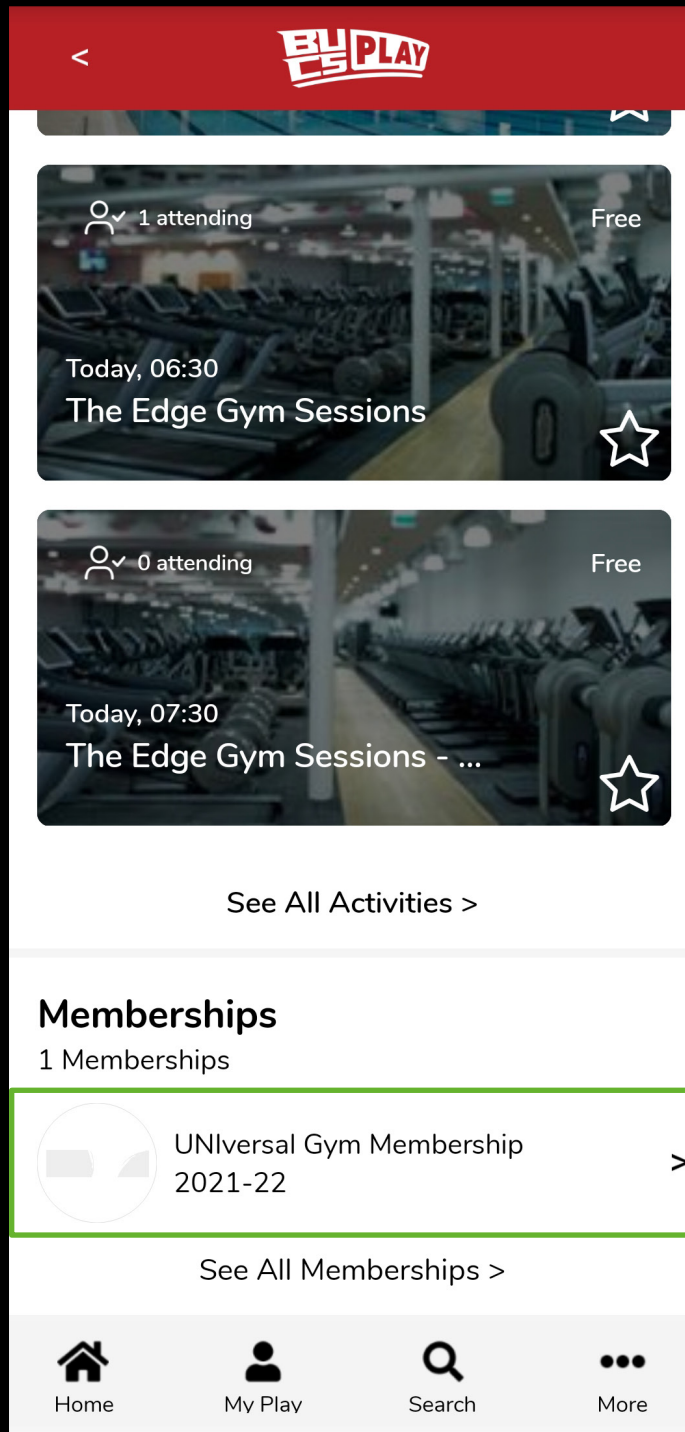 <
BUCS PLAY
1 attending
Free
Today, 06:30
The Edge Gym Sessions
0 attending
Free
Today, 07:30
The Edge Gym Sessions - ...
See All Activities >
Memberships
1 Memberships
UNIversal Gym Membership
2021-22
>
See All Memberships >
Home
My Play
Search
More